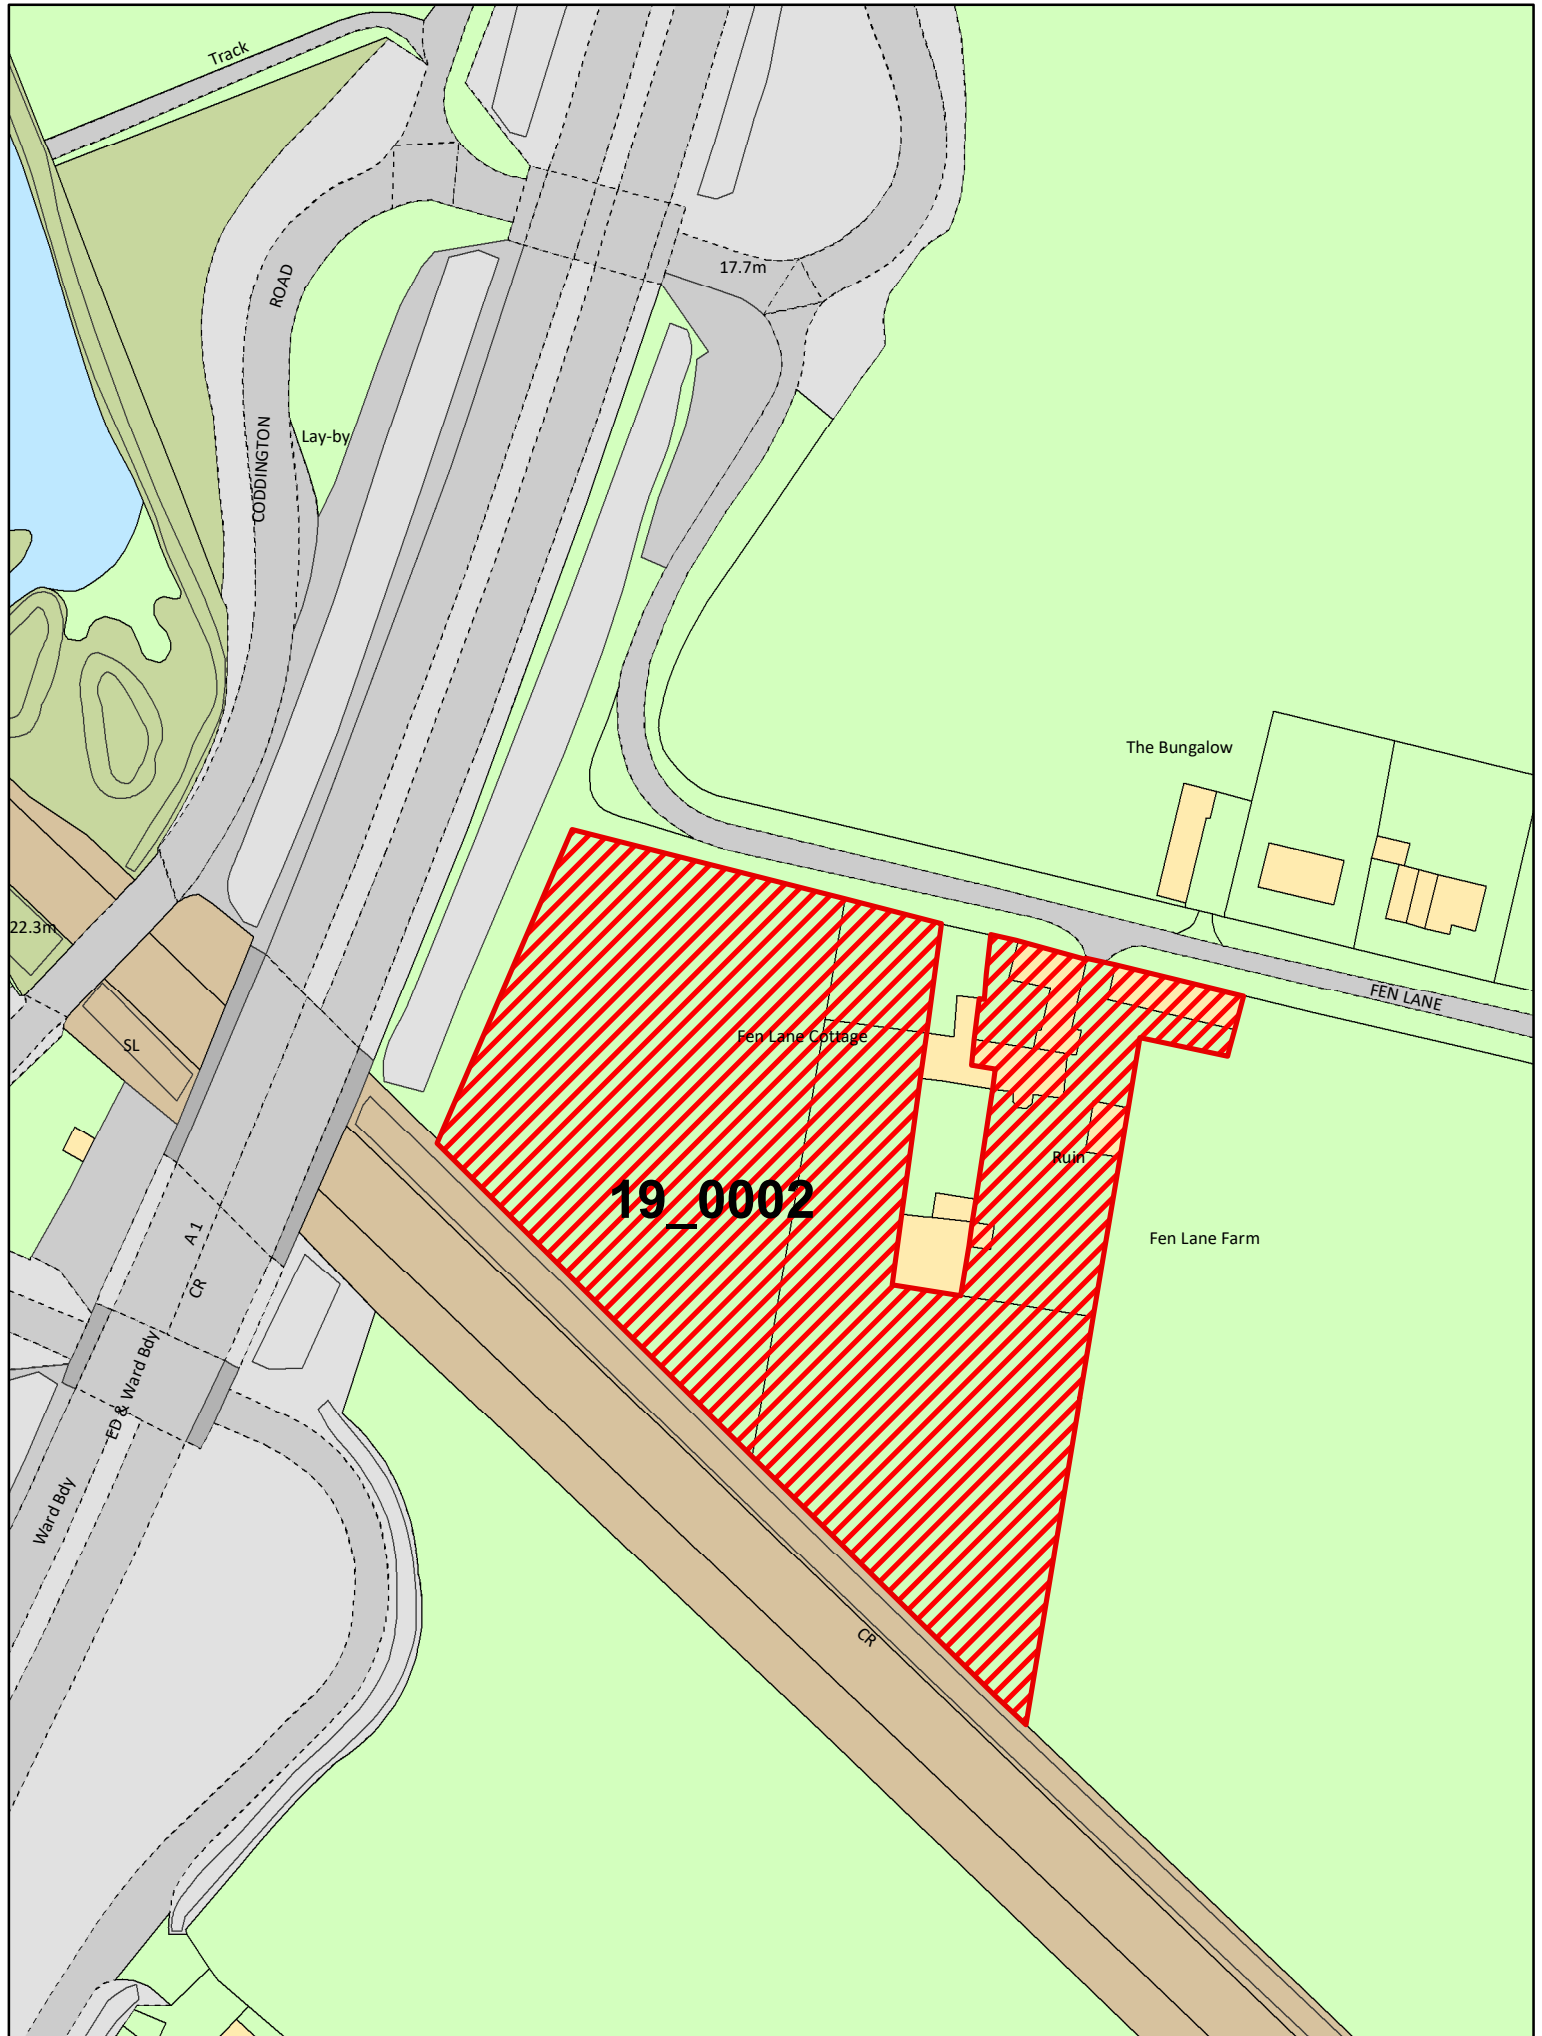 Track
17.7m
ROAD
CODDINGTON
Lay-by
The Bungalow
22.3m
FEN LANE
Fen Lane Cottage
SL
Ruin
19_0002
A 1
Fen Lane Farm
CR
ED & Ward Bdy
Ward Bdy
CR